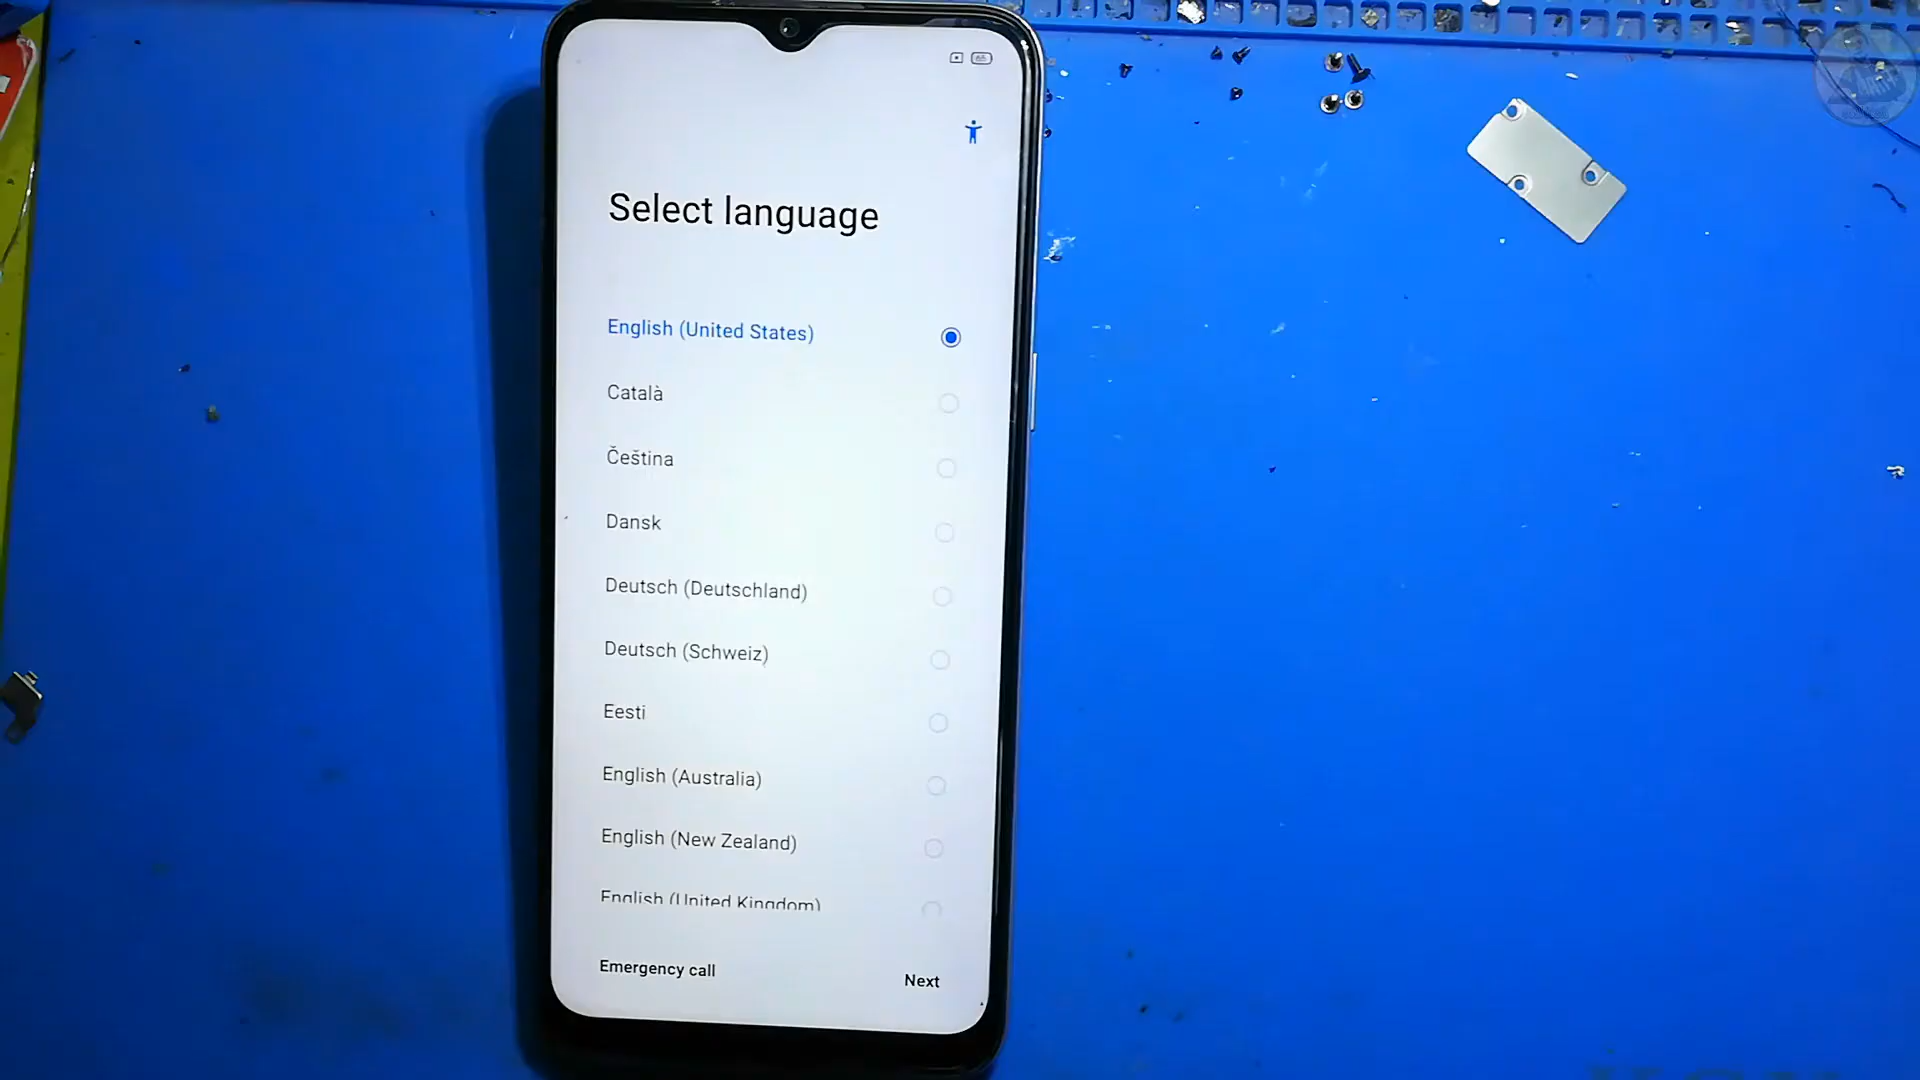 Select language
English (United States)
Català
Čeština
Dansk
Deutsch (Deutschland)
Deutsch (Schweiz)
Eesti
English (Australia)
English (New Zealand)
English (United Kingdom)
Emergency call
Next